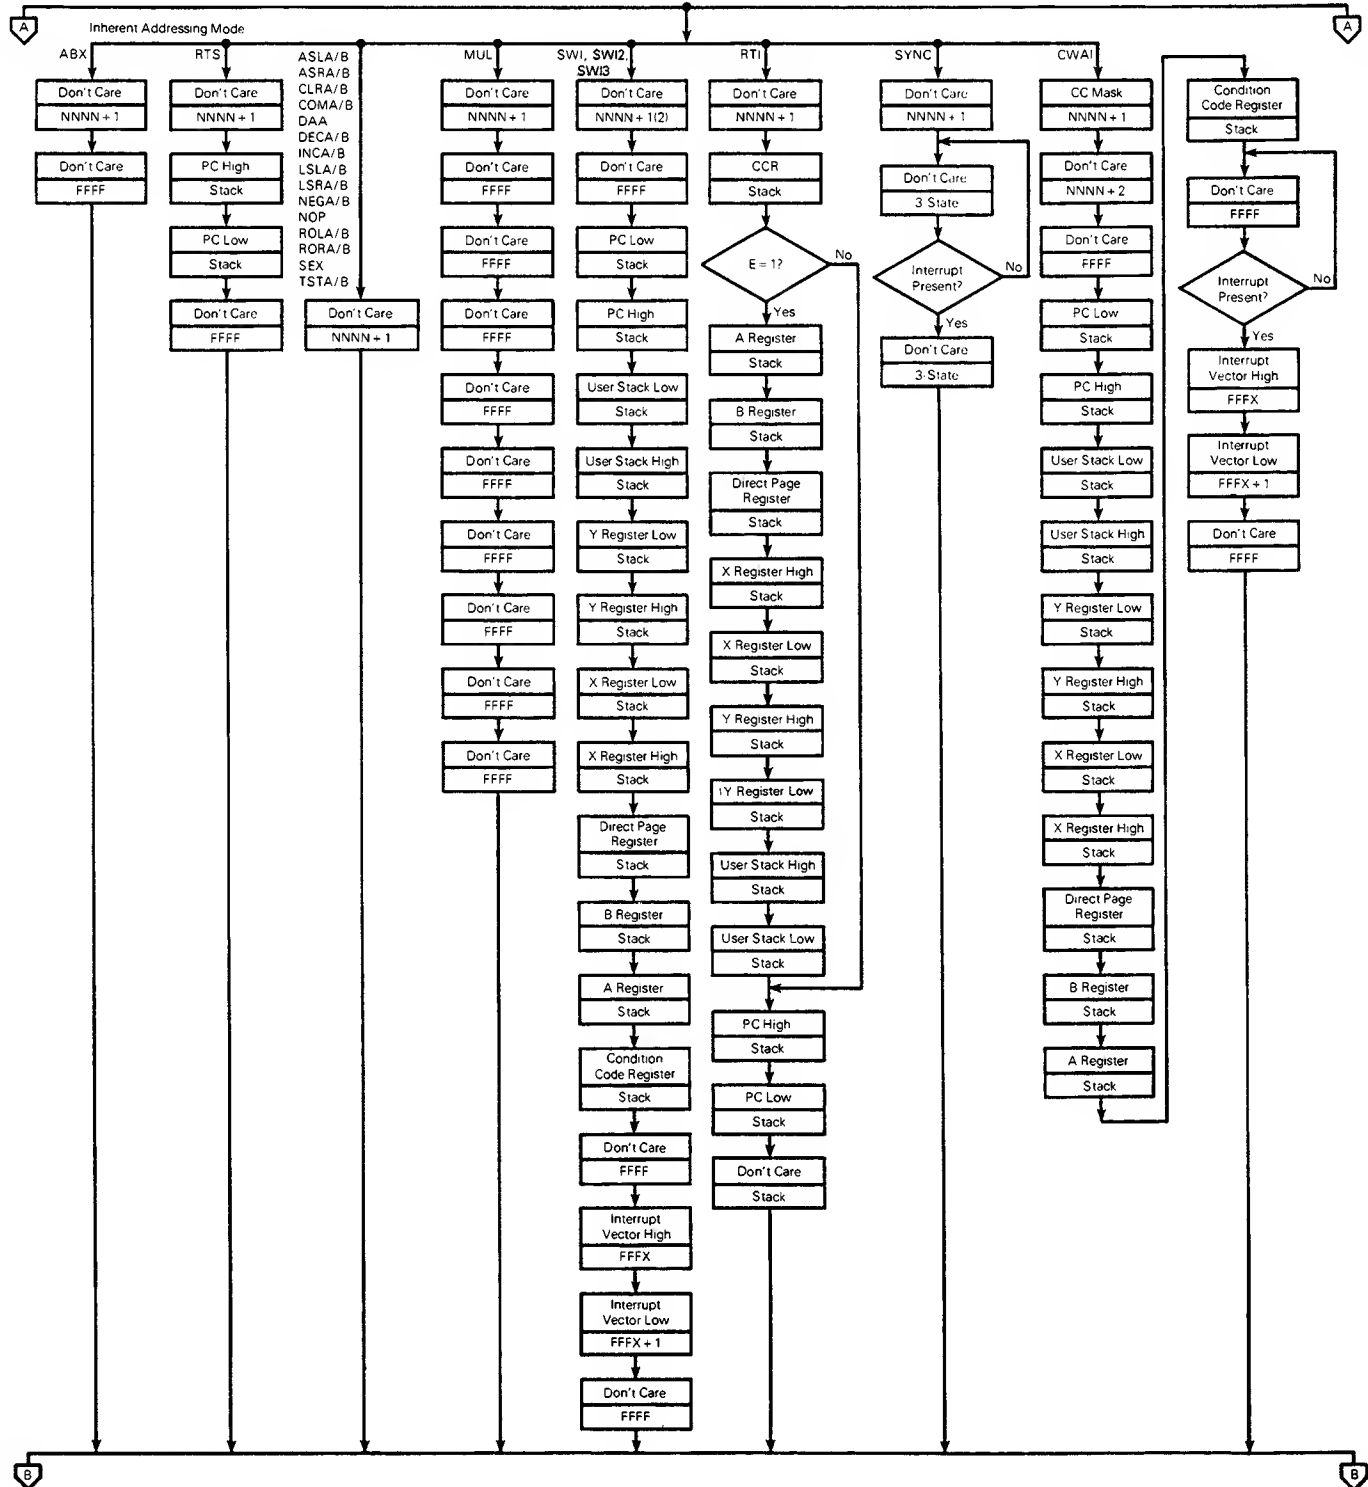 A
A
Inherent Addressing Mode
ABX
Don't Care
NNNN + 1
Don't Care
FFFF
RTS
Don't Care
NNNN + 1
PC High
Stack
PC Low
Stack
Don't Care
FFFF
ASLA/B
ASRA/B
CLRA/B
COMA/B
DAA
DECA/B
INCA/B
LSLA/B
LSRA/B
NEGA/B
NOP
ROLA/B
RORA/B
SEX
TSTA/B
Don't Care
NNNN + 1
MUL
Don't Care
NNNN + 1
Don't Care
FFFF
Don't Care
FFFF
Don't Care
FFFF
Don't Care
FFFF
Don't Care
FFFF
Don't Care
FFFF
Don't Care
FFFF
Don't Care
FFFF
Don't Care
FFFF
SWI, SWI2,
SWI3
Don't Care
NNNN + 1(2)
Don't Care
FFFF
PC Low
Stack
PC High
Stack
User Stack Low
Stack
User Stack High
Stack
Y Register Low
Stack
Y Register High
Stack
X Register Low
Stack
X Register High
Stack
Direct Page
Register
Stack
B Register
Stack
A Register
Stack
Condition
Code Register
Stack
Don't Care
FFFF
Interrupt
Vector High
FFFX
Interrupt
Vector Low
FFFX + 1
Don't Care
FFFF
RTI
Don't Care
NNNN + 1
CCR
Stack
E = 1?
No
Yes
A Register
Stack
B Register
Stack
Direct Page
Register
Stack
X Register High
Stack
X Register Low
Stack
Y Register High
Stack
Y Register Low
Stack
User Stack High
Stack
User Stack Low
Stack
PC High
Stack
PC Low
Stack
Don't Care
Stack
SYNC
Don't Care
NNNN + 1
Don't Care
3-State
Interrupt
Present?
No
Yes
Don't Care
3-State
CWAI
CC Mask
NNNN + 1
Don't Care
NNNN + 2
Don't Care
FFFF
PC Low
Stack
PC High
Stack
User Stack Low
Stack
User Stack High
Stack
Y Register Low
Stack
Y Register High
Stack
X Register Low
Stack
X Register High
Stack
Direct Page
Register
Stack
B Register
Stack
A Register
Stack
Condition
Code Register
Stack
Don't Care
FFFF
Interrupt
Present?
No
Yes
Interrupt
Vector High
FFFX
Interrupt
Vector Low
FFFX + 1
Don't Care
FFFF
B
B